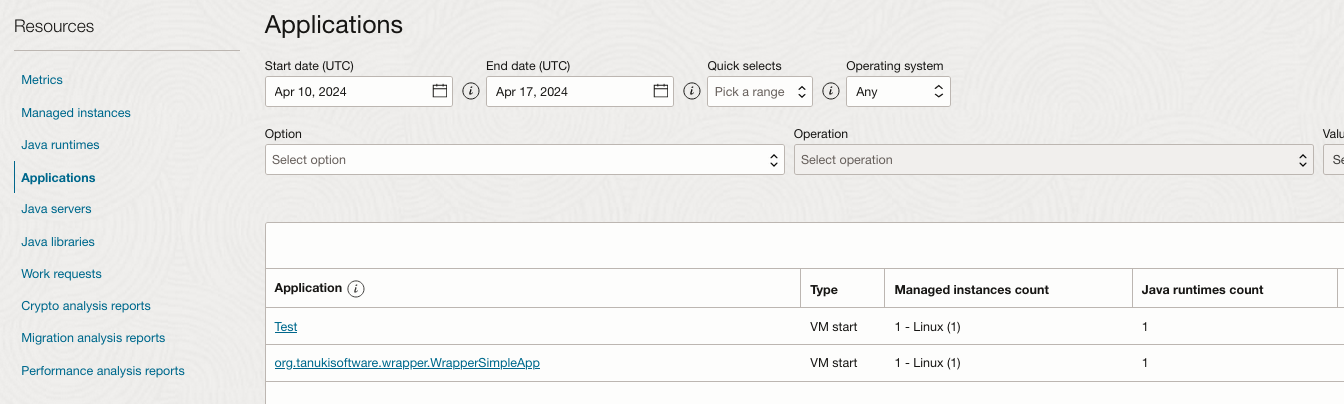 Resources
Metrics
Managed instances
Java runtimes
Applications
Java servers
Java libraries
Work requests
Crypto analysis reports
Migration analysis reports
Performance analysis reports
Applications
Start date (UTC) End date (UTC) Quick selects Operating system
Apr 10, 2024 Apr 17, 2024 Pick a range Any
Option Operation
Select option Select operation
Application Type Managed instances count Java runtimes count
Test VM start 1 - Linux (1) 1
org.tanukisoftware.wrapper.WrapperSimpleApp VM start 1 - Linux (1) 1